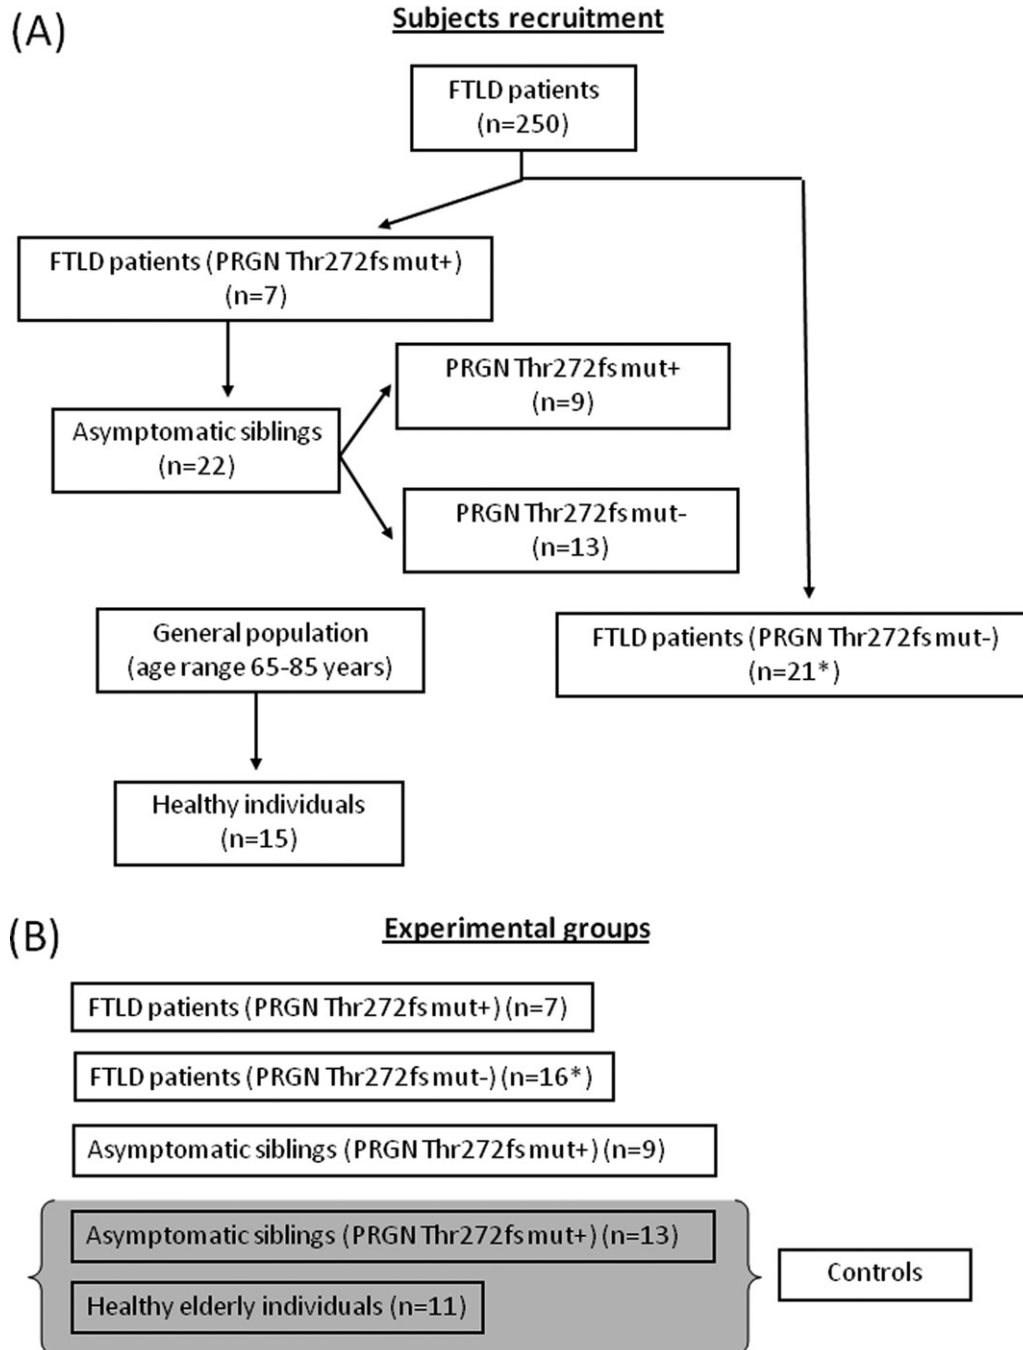 (A)
Subjects recruitment
FTLD patients
(n=250)
FTLD patients (PRGN Thr272fs mut+)
(n=7)
PRGN Thr272fs mut+
(n=9)
Asymptomatic siblings
(n=22)
PRGN Thr272fs mut-
(n=13)
General population
(age range 65-85 years)
FTLD patients (PRGN Thr272fs mut-)
(n=21*)
Healthy individuals
(n=15)
(B)
Experimental groups
FTLD patients (PRGN Thr272fs mut+) (n=7)
FTLD patients (PRGN Thr272fs mut-) (n=16*)
Asymptomatic siblings (PRGN Thr272fs mut+) (n=9)
Asymptomatic siblings (PRGN Thr272fs mut+) (n=13)
Controls
Healthy elderly individuals (n=11)